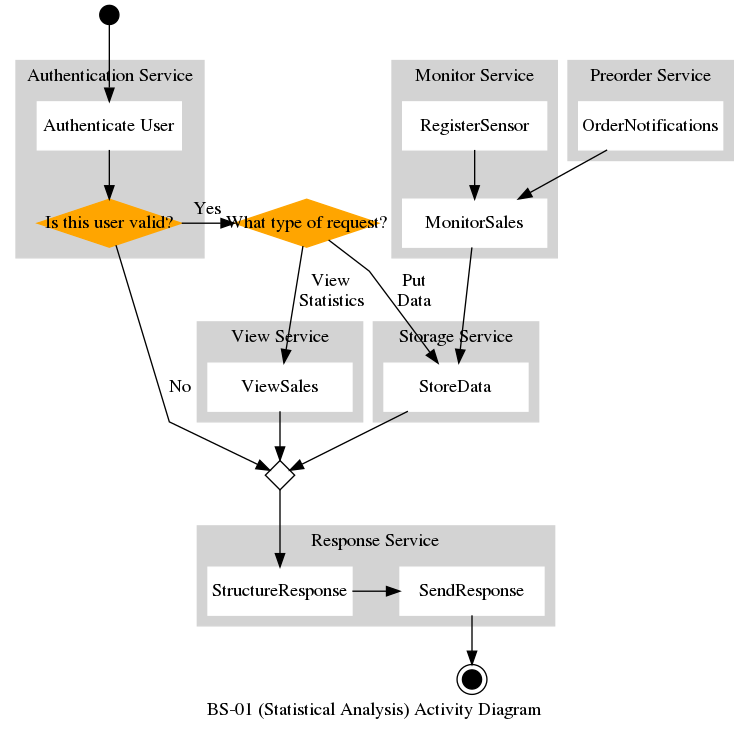 Authentication Service
Monitor Service
Preorder Service
Authenticate User
RegisterSensor
OrderNotifications
Is this user valid?
Yes
What type of request?
MonitorSales
View
Statistics
Put
Data
View Service
Storage Service
No
ViewSales
StoreData
Response Service
StructureResponse
SendResponse
BS-01 (Statistical Analysis) Activity Diagram